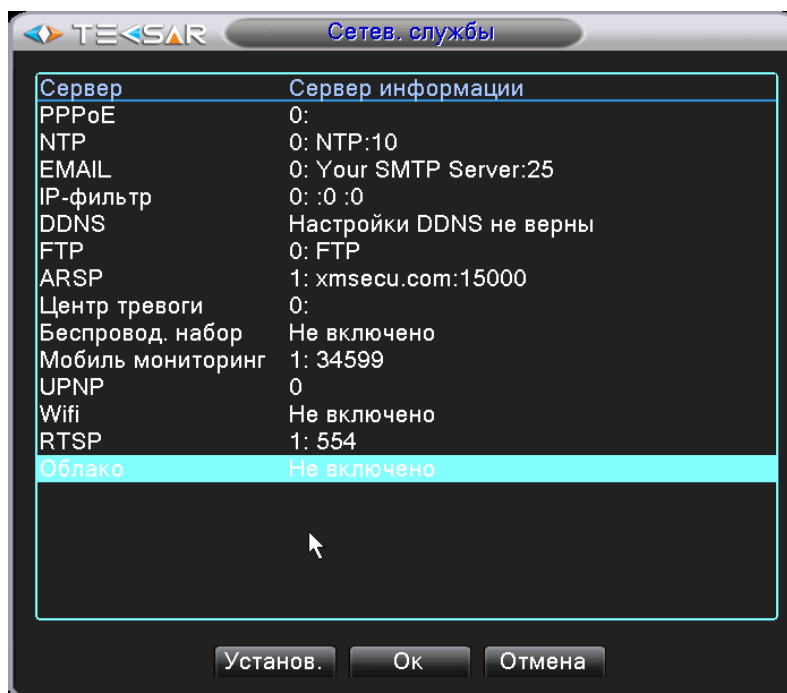 TECSAR
Сетев. службы
Сервер Сервер информации
PPPoE 0:
NTP 0: NTP:10
EMAIL 0: Your SMTP Server:25
IP-фильтр 0: :0 :0
DDNS Настройки DDNS не верны
FTP 0: FTP
ARSP 1: xmsecu.com:15000
Центр тревоги 0:
Беспровод. набор Не включено
Мобиль мониторинг 1: 34599
UPNP 0
Wifi Не включено
RTSP 1: 554
Облако Не включено
Установ. Ок Отмена